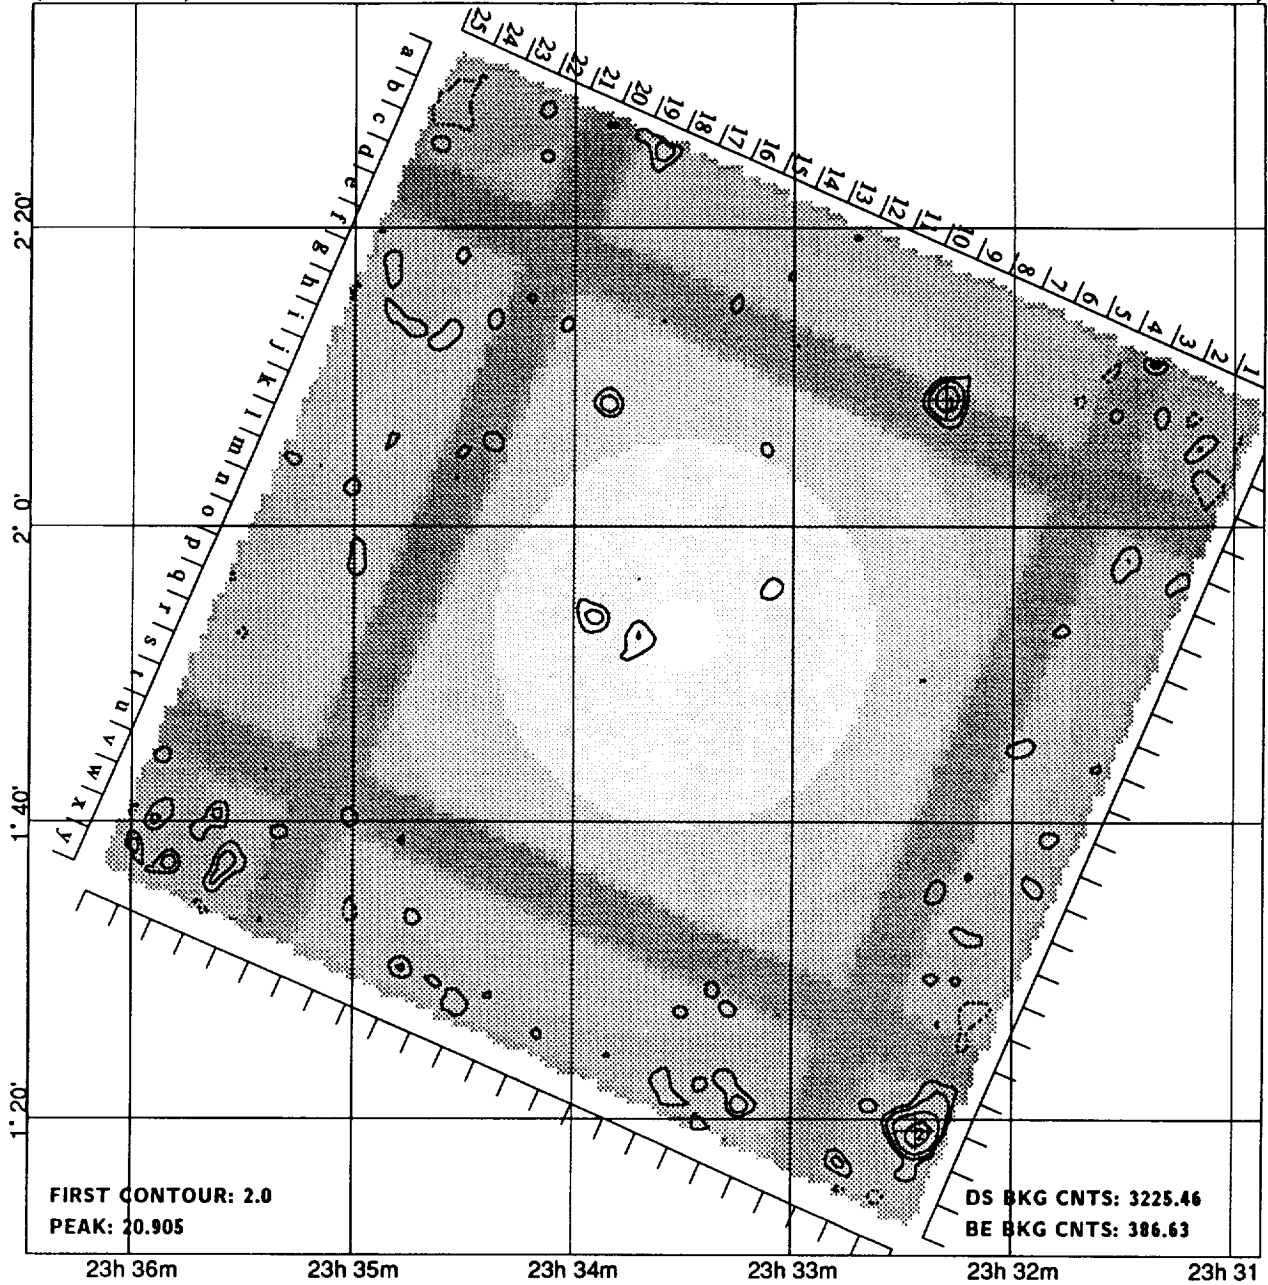 25 24 23 22 21 20 19 18 17 16 15 14 13 12 11 10 9 8 7 6 5 4 3 2 1
a b c d e f g h i j k l m n o p q r s t u v w x y
2° 20'
2° 0'
1° 40'
1° 20'
FIRST CONTOUR: 2.0
PEAK: 20.905
DS BKG CNTS: 3225.46
BE BKG CNTS: 386.63
23h 36m 23h 35m 23h 34m 23h 33m 23h 32m 23h 31